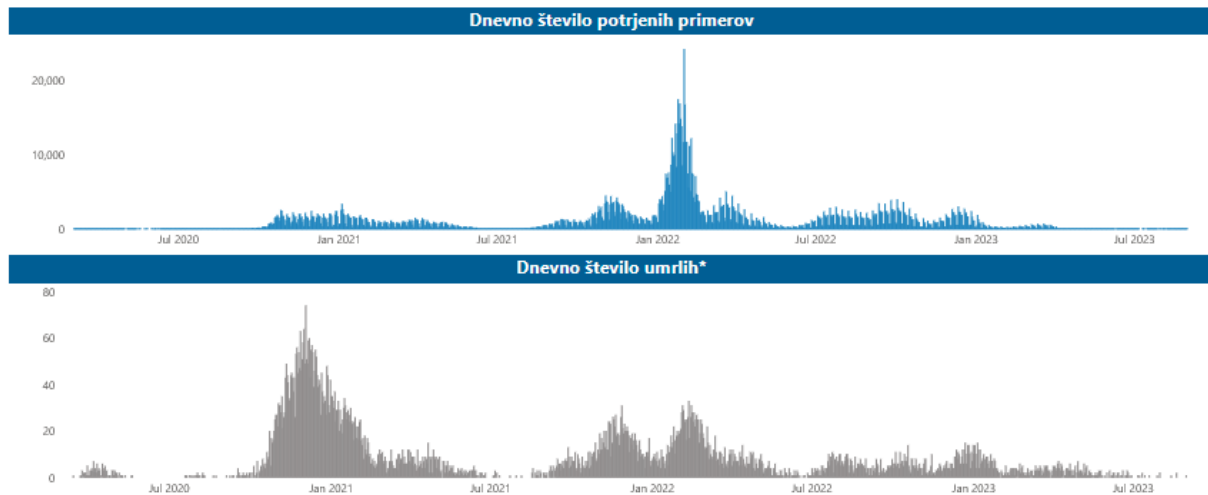 Dnevno število potrjenih primerov
20,000
10,000
0
Jul 2020 Jan 2021 Jul 2021 Jan 2022 Jul 2022 Jan 2023 Jul 2023
Dnevno število umrlih*
80
60
40
20
0
Jul 2020 Jan 2021 Jul 2021 Jan 2022 Jul 2022 Jan 2023 Jul 2023